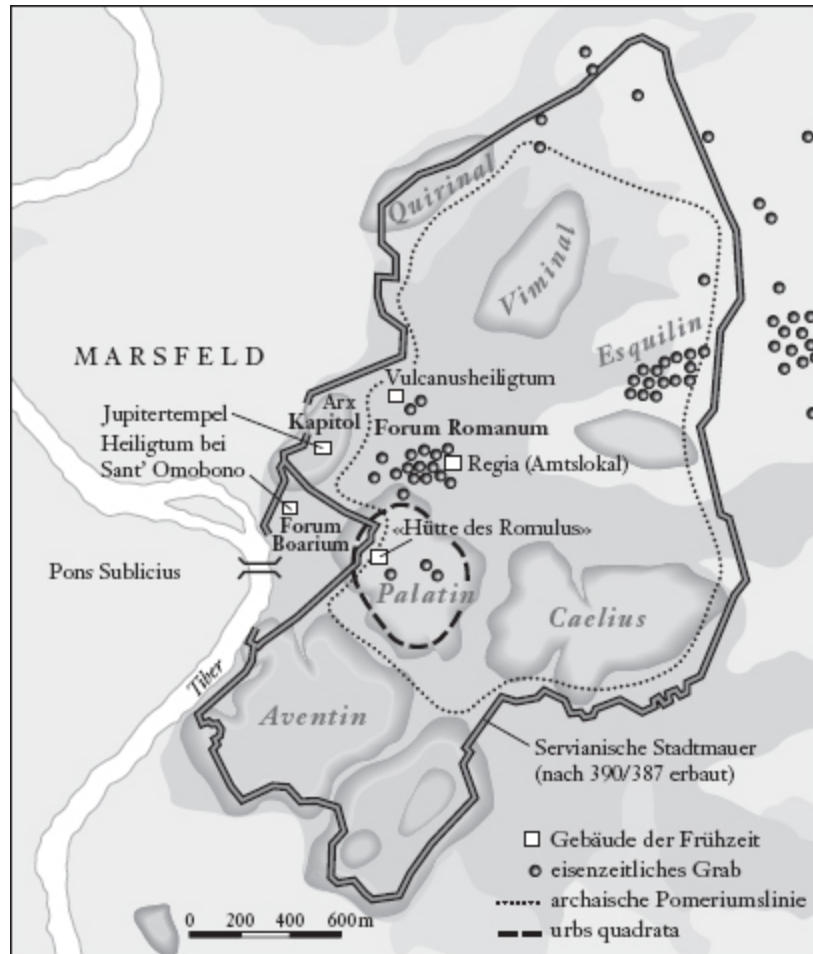 Quirinal
Viminal
Esquilin
MARSFELD
Vulcanusheiligtum
Arx
Kapitol
Jupitertempel
Forum Romanum
Heiligtum bei
Sant' Omobono
Regia (Amtslokal)
Forum
Boarium
«Hütte des Romulus»
Pons Sublicius
Palatin
Caelius
Tiber
Aventin
Servianische Stadtmauer
(nach 390/387 erbaut)
Gebäude der Frühzeit
eisenzeitliches Grab
archaische Pomeriumslinie
urbs quadrata
0 200 400 600 m